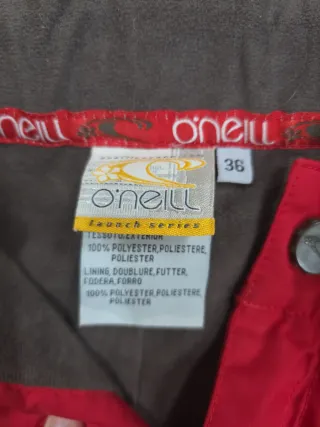 O'NEILL O'NEILL
36
O'NEILL
Launch series
TESSUTO.EXTERIOR
100% POLYESTER,POLIESTERE,
POLIESTER
LINING, DOUBLURE,FUTTER,
FODERA,FORRO
100% POLYESTER,POLIESTERE,
POLIESTER